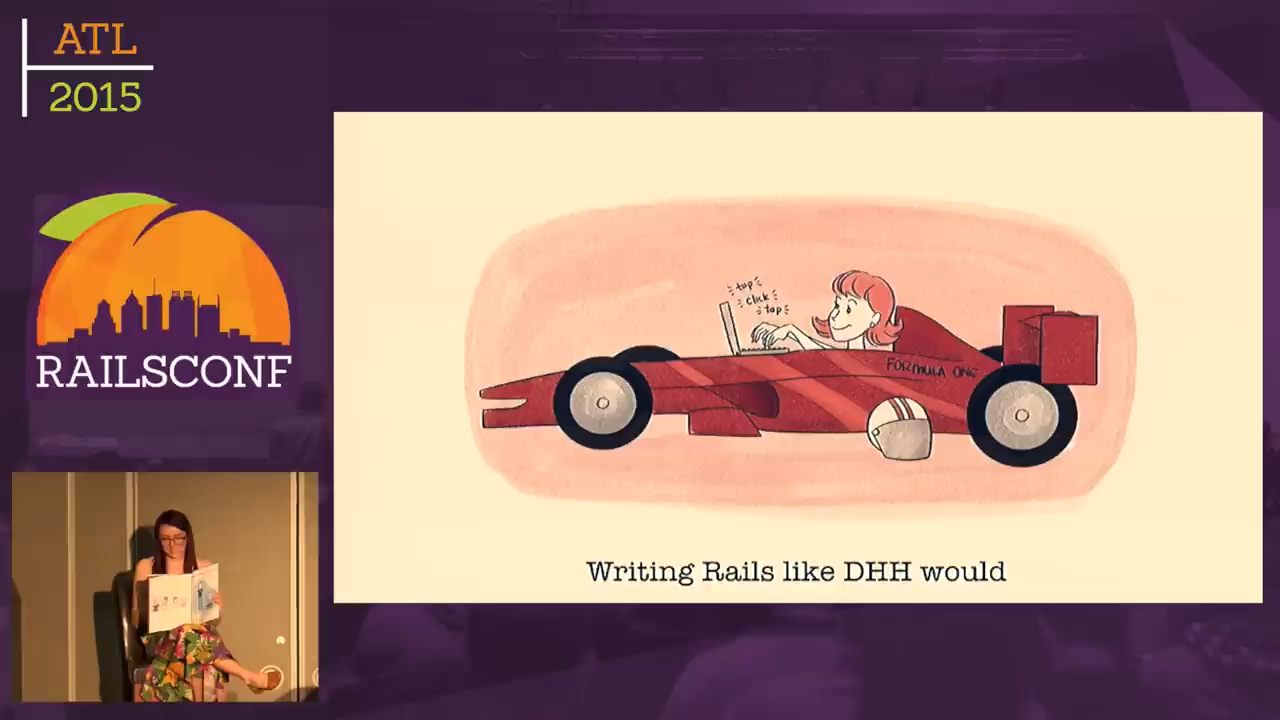 ATL
2015
RAILSCONF
tap
click
tap
FORMULA ONE
Writing Rails like DHH would